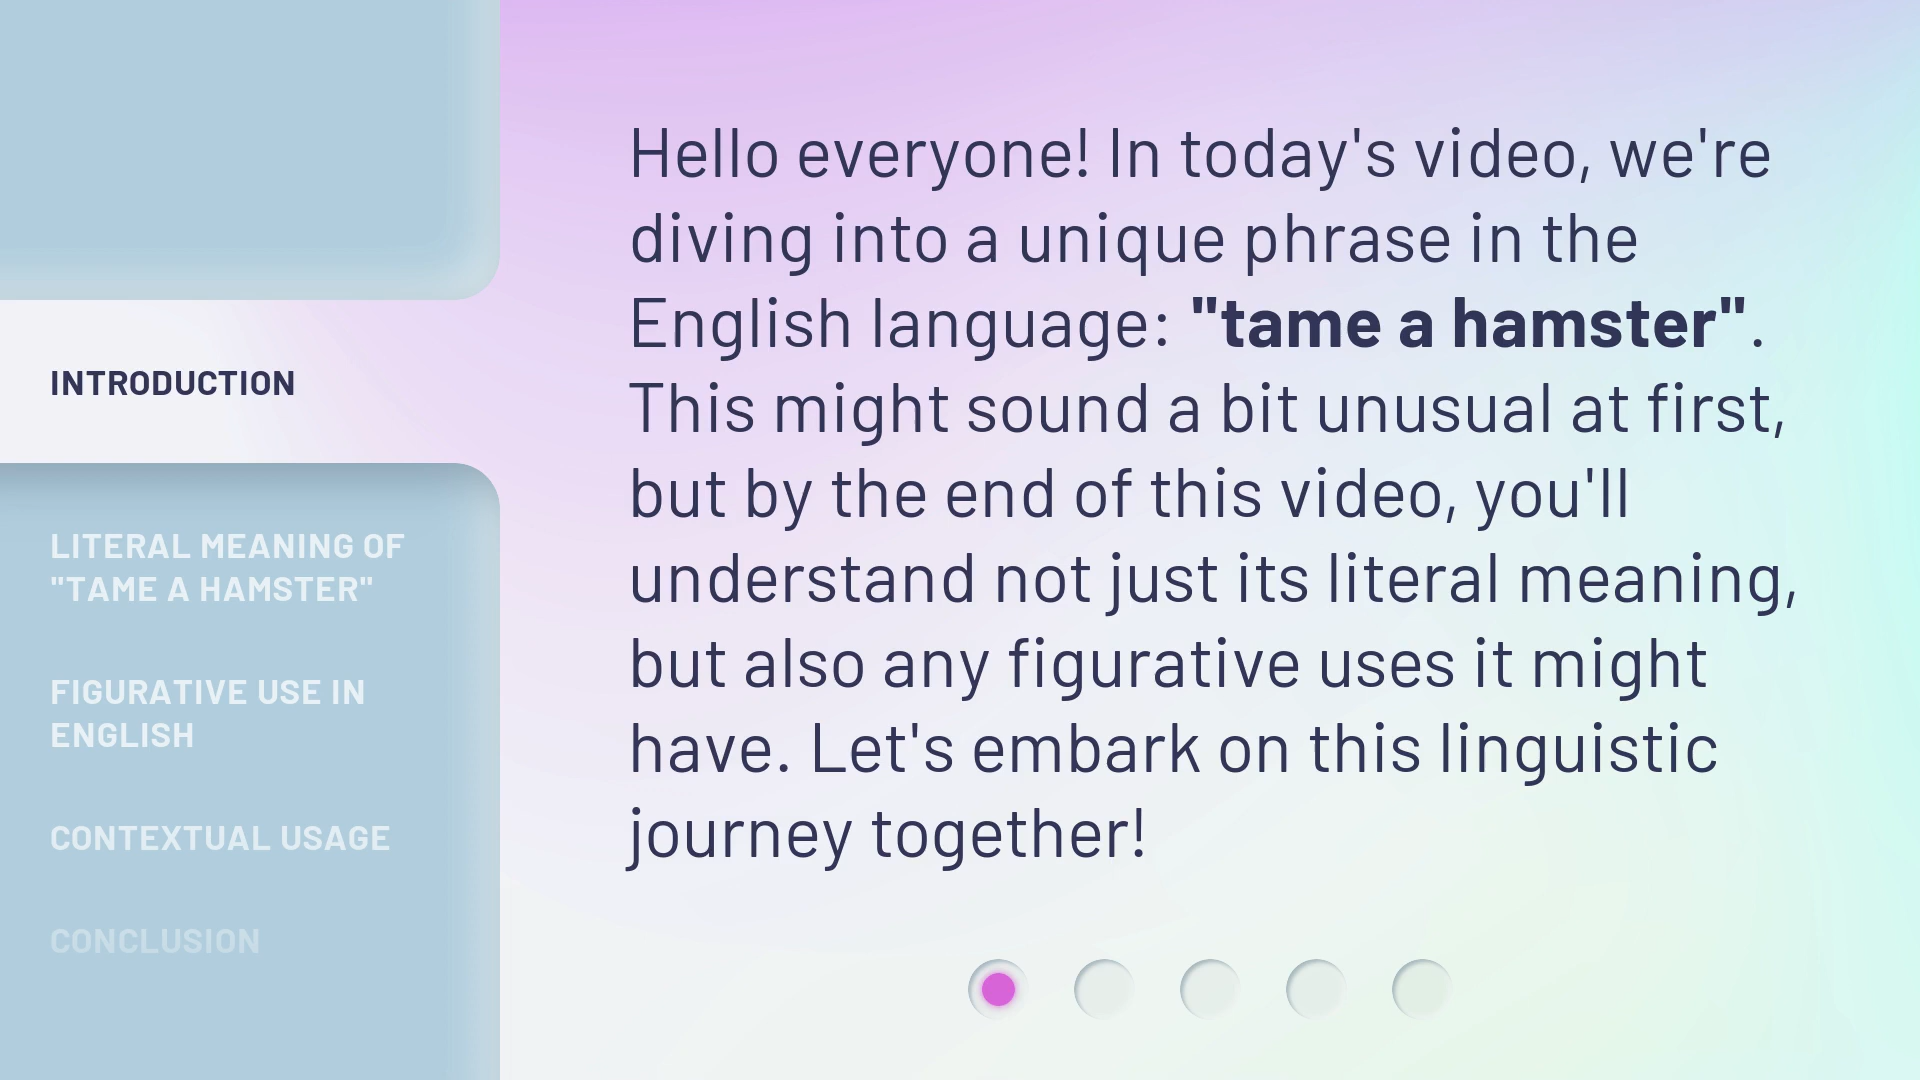 INTRODUCTION
LITERAL MEANING OF
"TAME A HAMSTER"
FIGURATIVE USE IN
ENGLISH
CONTEXTUAL USAGE
CONCLUSION
Hello everyone! In today's video, we're
diving into a unique phrase in the
English language: "tame a hamster".
This might sound a bit unusual at first,
but by the end of this video, you'll
understand not just its literal meaning,
but also any figurative uses it might
have. Let's embark on this linguistic
journey together!